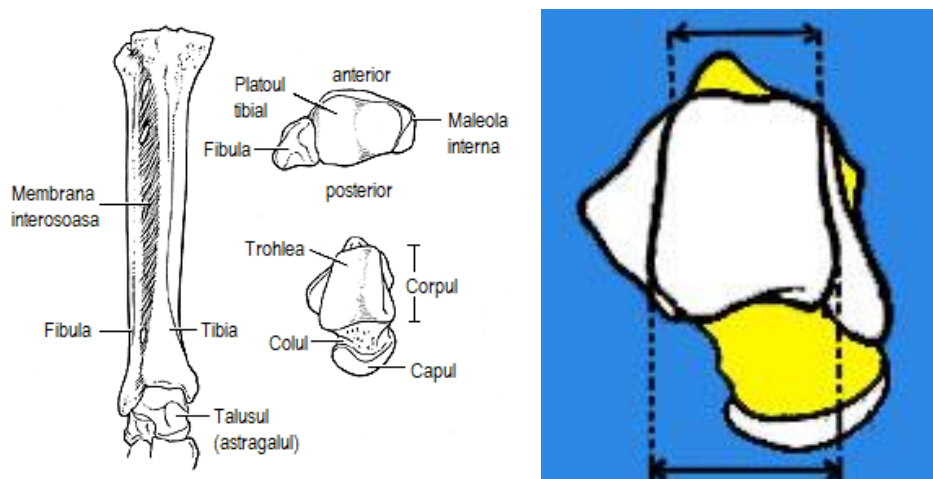 anterior
Platoul
tibial
Maleola
interna
Fibula
posterior
Membrana
interosoasa
Trohlea
Corpul
Fibula
Tibia
Colul
Capul
Talusul
(astragalul)